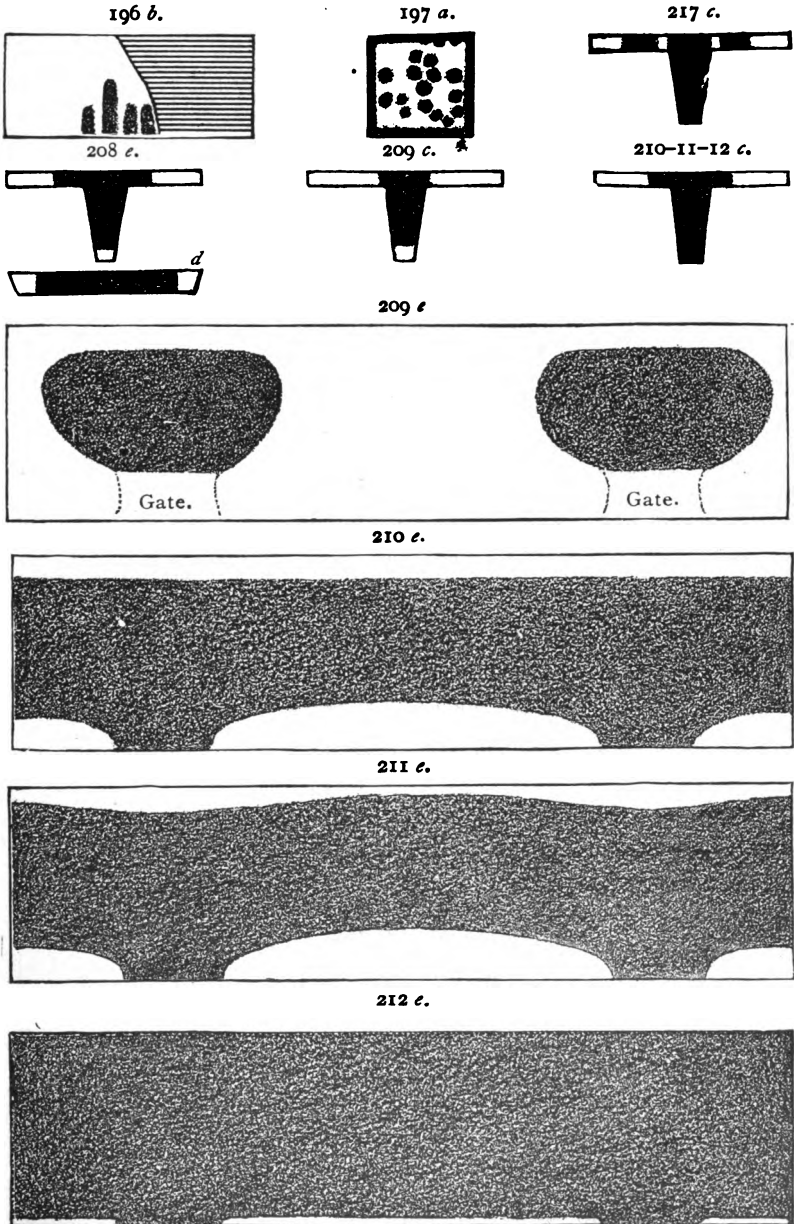 196 b.
197 a.
217 c.
208 e.
209 c.
210-11-12 c.
d
209 e
Gate.
Gate.
210 e.
211 e.
212 e.